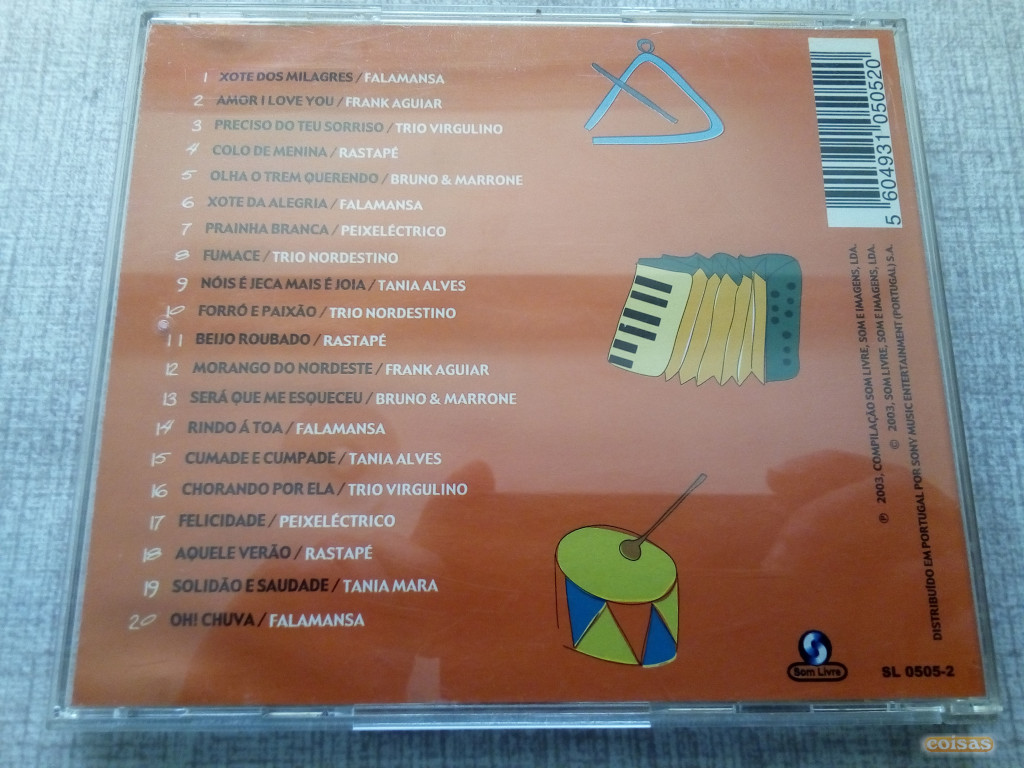 1 XOTE DOS MILAGRES / FALAMANSA
2 AMOR I LOVE YOU / FRANK AGUIAR
3 PRECISO DO TEU SORRISO / TRIO VIRGULINO
4 COLO DE MENINA / RASTAPÉ
5 OLHA O TREM QUERENDO / BRUNO & MARRONE
6 XOTE DA ALEGRIA / FALAMANSA
7 PRAINHA BRANCA / PEIXELÉCTRICO
8 FUMACE / TRIO NORDESTINO
9 NÓIS É JECA MAIS É JOIA / TANIA ALVES
10 FORRÓ E PAIXÃO / TRIO NORDESTINO
11 BEIJO ROUBADO / RASTAPÉ
12 MORANGO DO NORDESTE / FRANK AGUIAR
13 SERÁ QUE ME ESQUECEU / BRUNO & MARRONE
14 RINDO Á TOA / FALAMANSA
15 CUMADE E CUMPADE / TANIA ALVES
16 CHORANDO POR ELA / TRIO VIRGULINO
17 FELICIDADE / PEIXELÉCTRICO
18 AQUELE VERÃO / RASTAPÉ
19 SOLIDÃO E SAUDADE / TANIA MARA
20 OH! CHUVA / FALAMANSA
5 604931 050520
℗ 2003, COMPILAÇÃO SOM LIVRE, SOM E IMAGENS, LDA.
© 2003, SOM LIVRE, SOM E IMAGENS, LDA.
DISTRIBUÍDO EM PORTUGAL POR SONY MUSIC ENTERTAINMENT (PORTUGAL) S.A.
Som Livre
SL 0505-2
coisas